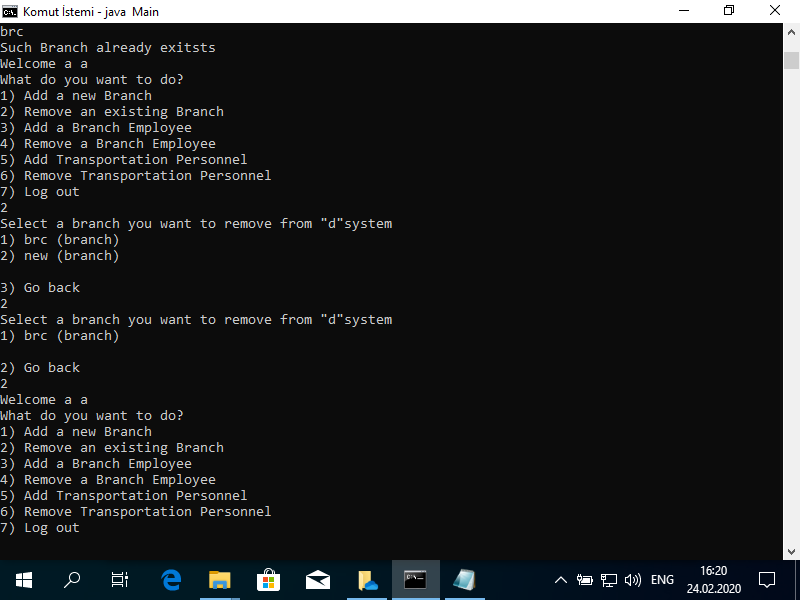 Komut İstemi - java Main
brc
Such Branch already exitsts
Welcome a a
What do you want to do?
1) Add a new Branch
2) Remove an existing Branch
3) Add a Branch Employee
4) Remove a Branch Employee
5) Add Transportation Personnel
6) Remove Transportation Personnel
7) Log out
2
Select a branch you want to remove from "d"system
1) brc (branch)
2) new (branch)
3) Go back
2
Select a branch you want to remove from "d"system
1) brc (branch)
2) Go back
2
Welcome a a
What do you want to do?
1) Add a new Branch
2) Remove an existing Branch
3) Add a Branch Employee
4) Remove a Branch Employee
5) Add Transportation Personnel
6) Remove Transportation Personnel
7) Log out
ENG
16:20
24.02.2020